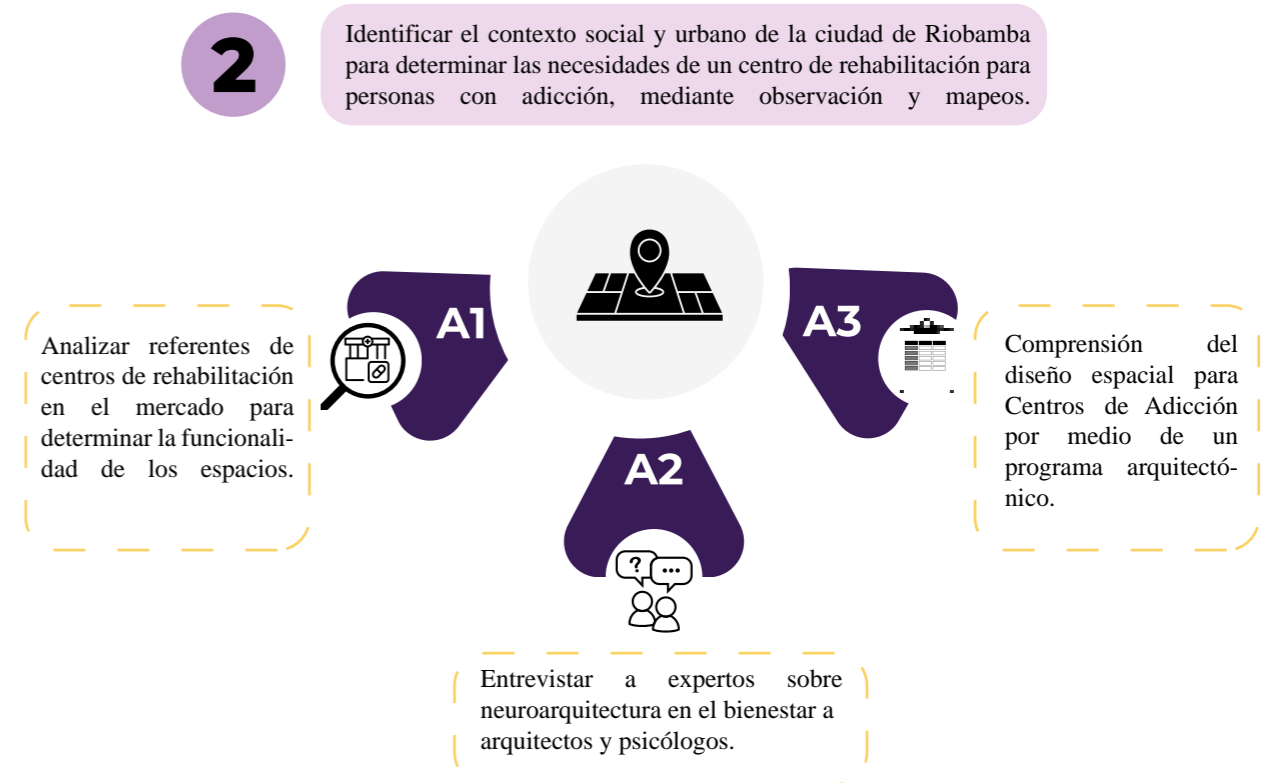 2
Identificar el contexto social y urbano de la ciudad de Riobamba
para determinar las necesidades de un centro de rehabilitación para
personas con adicción, mediante observación y mapeos.
A1
Analizar referentes de
centros de rehabilitación
en el mercado para
determinar la funcionali-
dad de los espacios.
A2
?
...
Entrevistar a expertos sobre
neuroarquitectura en el bienestar a
arquitectos y psicólogos.
A3
Comprensión del
diseño espacial para
Centros de Adicción
por medio de un
programa arquitectó-
nico.